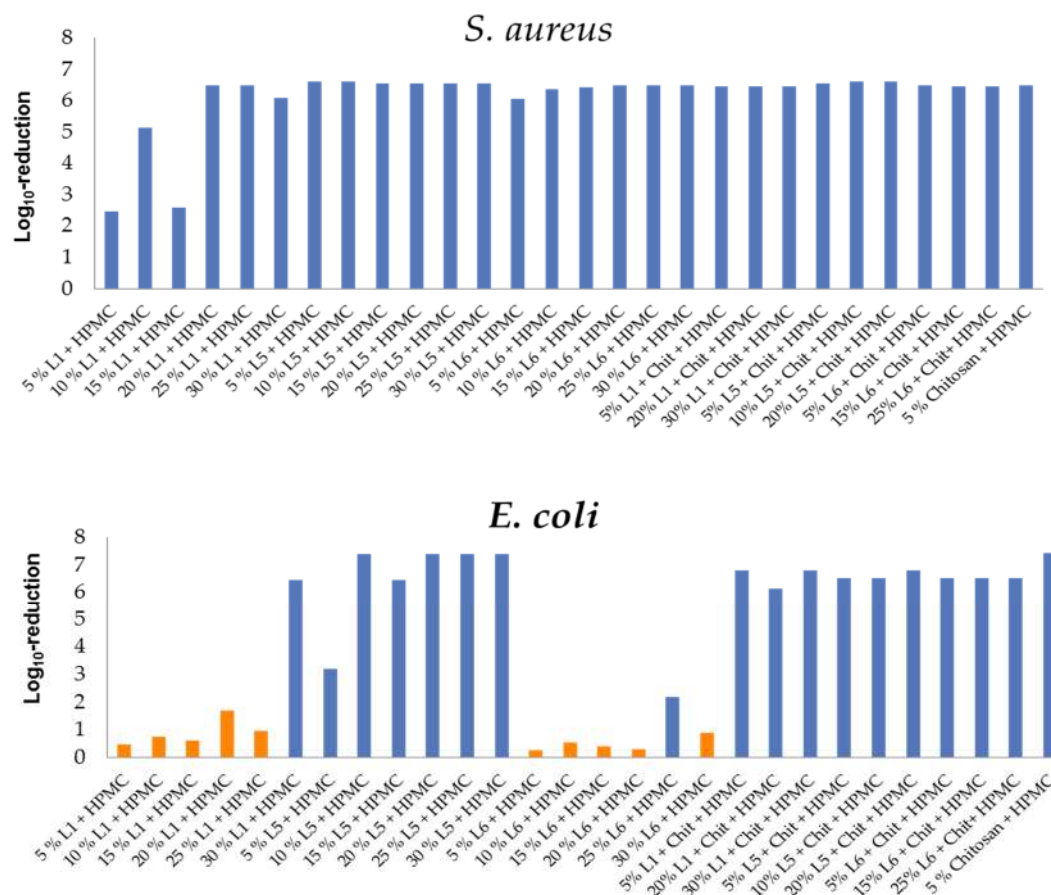 S. aureus
Log₁₀-reduction
8
7
6
5
4
3
2
1
0
5 % L1 + HPMC
10 % L1 + HPMC
15 % L1 + HPMC
20 % L1 + HPMC
25 % L1 + HPMC
30 % L1 + HPMC
5 % L5 + HPMC
10 % L5 + HPMC
15 % L5 + HPMC
20 % L5 + HPMC
25 % L5 + HPMC
30 % L5 + HPMC
5 % L6 + HPMC
10 % L6 + HPMC
15 % L6 + HPMC
20 % L6 + HPMC
25 % L6 + HPMC
30 % L6 + HPMC
5% L1 + Chit + HPMC
20% L1 + Chit + HPMC
30% L1 + Chit + HPMC
5% L5 + Chit + HPMC
10% L5 + Chit + HPMC
20% L5 + Chit + HPMC
5% L6 + Chit + HPMC
15% L6 + Chit + HPMC
25% L6 + Chit+ HPMC
5 % Chitosan + HPMC
E. coli
Log₁₀-reduction
8
7
6
5
4
3
2
1
0
5 % L1 + HPMC
10 % L1 + HPMC
15 % L1 + HPMC
20 % L1 + HPMC
25 % L1 + HPMC
30 % L1 + HPMC
5 % L5 + HPMC
10 % L5 + HPMC
15 % L5 + HPMC
20 % L5 + HPMC
25 % L5 + HPMC
30 % L5 + HPMC
5 % L6 + HPMC
10 % L6 + HPMC
15 % L6 + HPMC
20 % L6 + HPMC
25 % L6 + HPMC
30 % L6 + HPMC
5% L1 + Chit + HPMC
20% L1 + Chit + HPMC
30% L1 + Chit + HPMC
5% L5 + Chit + HPMC
10% L5 + Chit + HPMC
20% L5 + Chit + HPMC
5% L6 + Chit + HPMC
15% L6 + Chit + HPMC
25% L6 + Chit+ HPMC
5 % Chitosan + HPMC